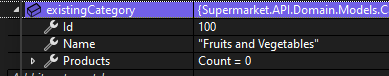 existingCategory {Supermarket.API.Domain.Models.C
Id 100
Name "Fruits and Vegetables"
Products Count = 0